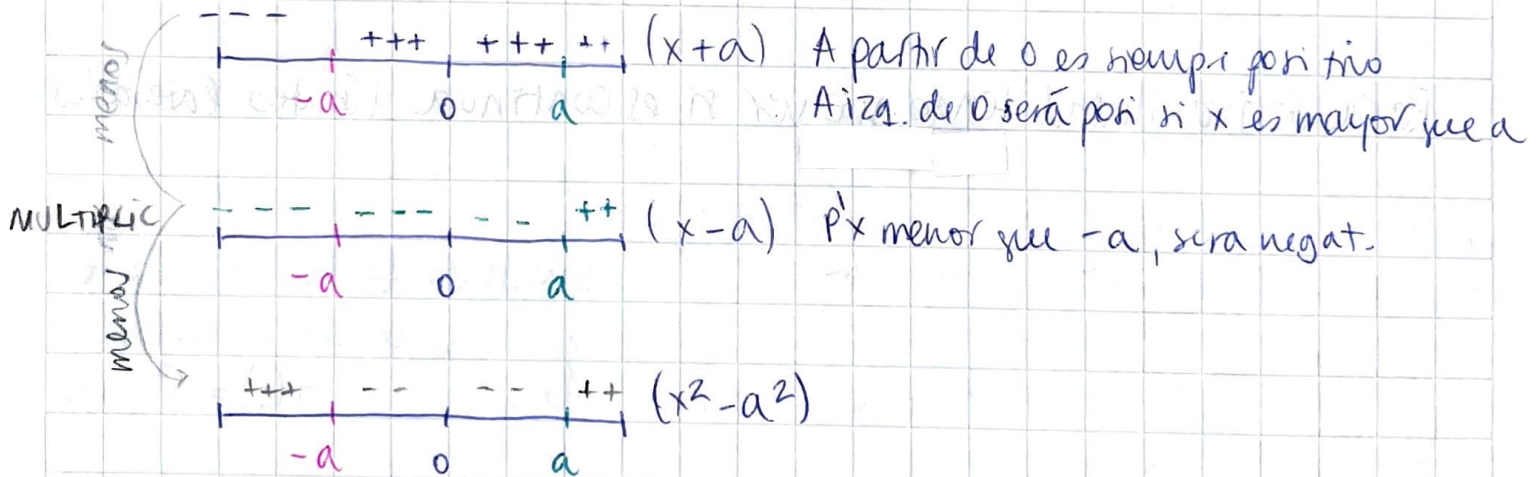 - - -
+++ +++ ++ (x+a) A partir de 0 es siempre positivo
-a 0 a A izq. de 0 será posi si x es mayor que a
menos
MULTIPLIC - - - - - - - - ++ (x-a) P'x menor que -a, sera negat.
-a 0 a
menos
+++ - - - - ++ (x²-a²)
-a 0 a